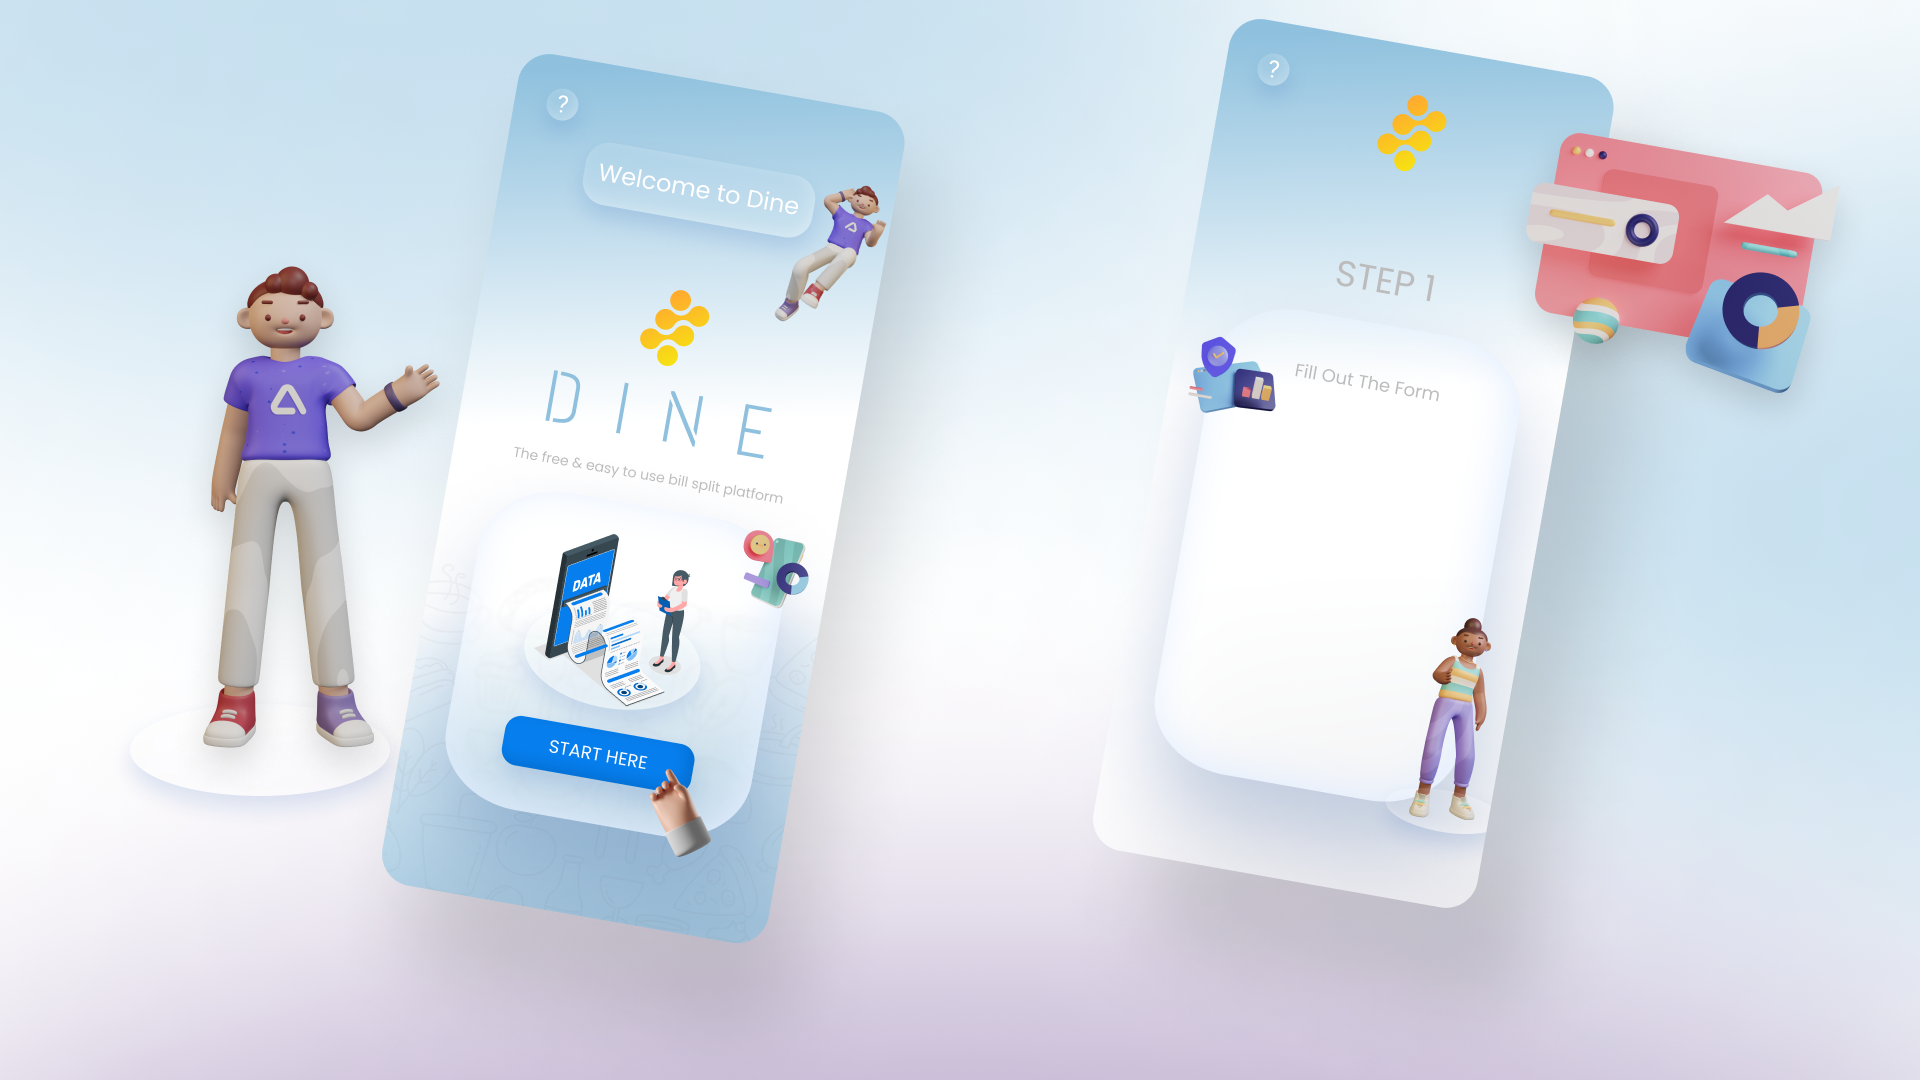 ?
Welcome to Dine
DINE
The free & easy to use bill split platform
DATA
START HERE
?
STEP 1
Fill Out The Form